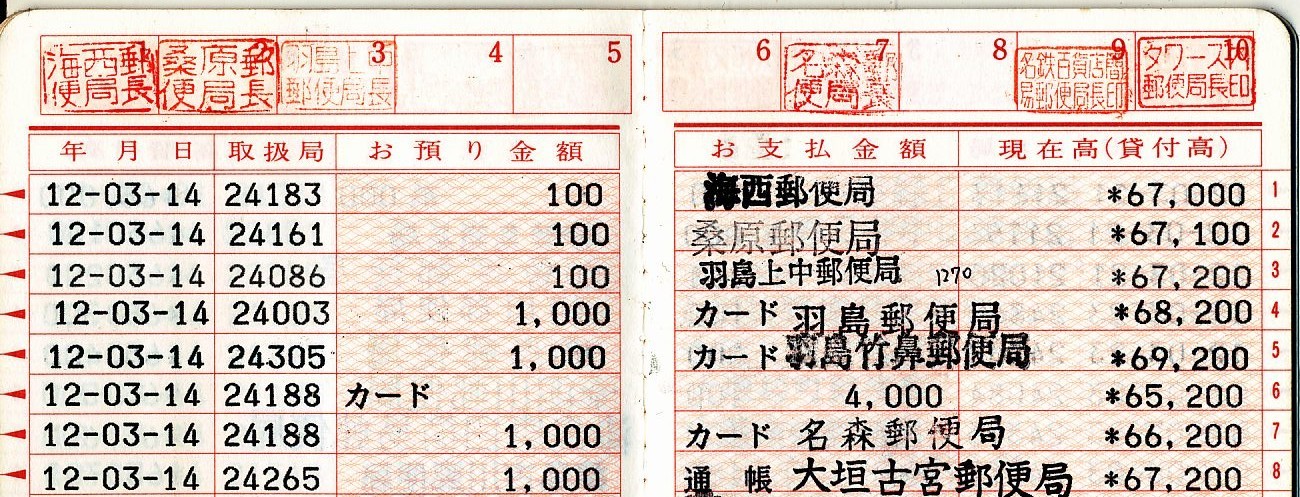 1 2 3 4 5 6 7 8 9 10
海西郵便局長
桑原郵便局長
羽島上中郵便局長
名森郵便局長
郵便局長印
タワーズ内郵便局長印
年月日 取扱局 お預り金額 お支払金額 現在高(貸付高)
12-03-14 24183 100 海西郵便局 *67,000 1
12-03-14 24161 100 桑原郵便局 *67,100 2
12-03-14 24086 100 羽島上中郵便局 1270 *67,200 3
12-03-14 24003 1,000 カード 羽島郵便局 *68,200 4
12-03-14 24305 1,000 カード 羽島竹鼻郵便局 *69,200 5
12-03-14 24188 カード 4,000 *65,200 6
12-03-14 24188 1,000 カード 名森郵便局 *66,200 7
12-03-14 24265 1,000 通帳 大垣古宮郵便局 *67,200 8